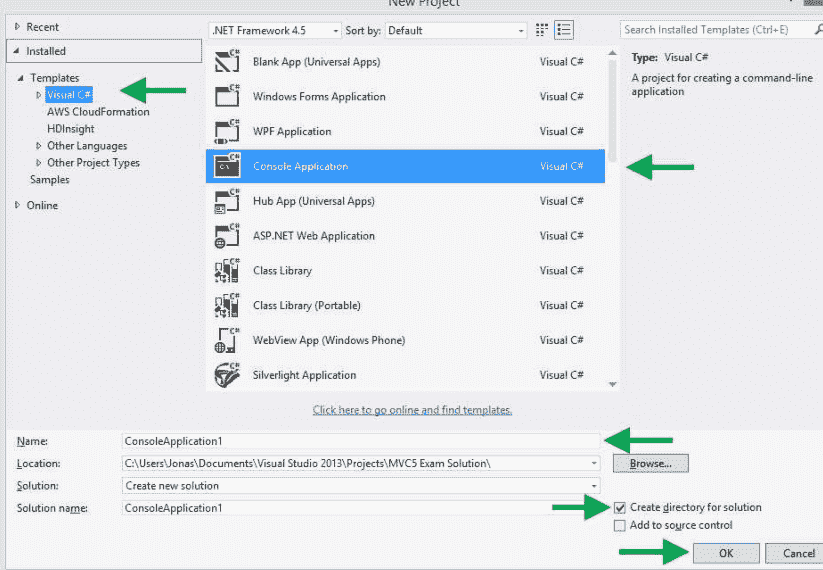 New Project
Recent
Installed
.NET Framework 4.5
Sort by:
Default
Search Installed Templates (Ctrl+E)
Templates
Visual C#
AWS CloudFormation
HDInsight
Other Languages
Other Project Types
Samples
Online
Blank App (Universal Apps) Visual C#
Windows Forms Application Visual C#
WPF Application Visual C#
Console Application Visual C#
Hub App (Universal Apps) Visual C#
ASP.NET Web Application Visual C#
Class Library Visual C#
Class Library (Portable) Visual C#
WebView App (Windows Phone) Visual C#
Silverlight Application Visual C#
Type: Visual C#
A project for creating a command-line
application
Click here to go online and find templates.
Name: ConsoleApplication1
Location: C:\Users\Jonas\Documents\Visual Studio 2013\Projects\MVC5 Exam Solution\
Browse...
Solution: Create new solution
Solution name: ConsoleApplication1
Create directory for solution
Add to source control
OK
Cancel